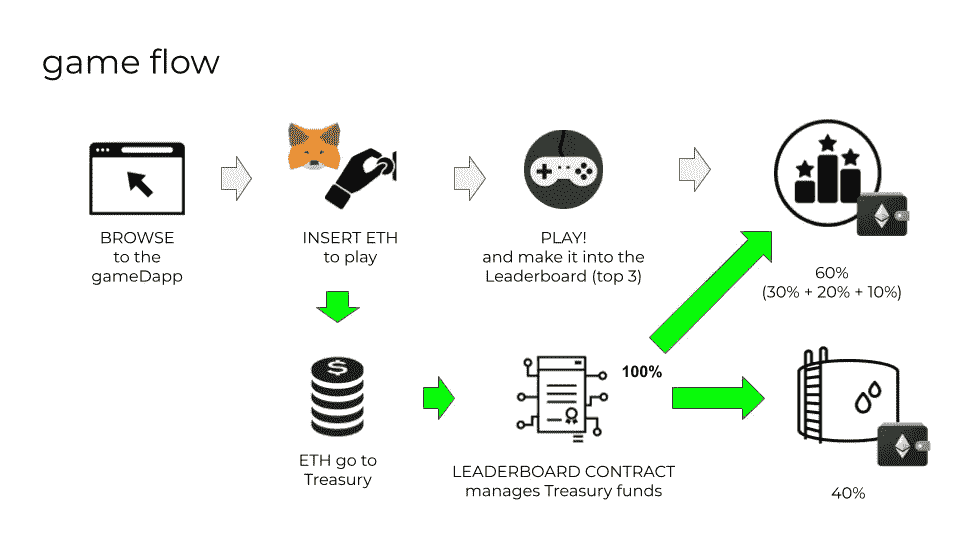 game flow
BROWSE
to the
gameDapp
INSERT ETH
to play
PLAY!
and make it into the
Leaderboard (top 3)
60%
(30% + 20% + 10%)
$
ETH go to
Treasury
100%
LEADERBOARD CONTRACT
manages Treasury funds
40%